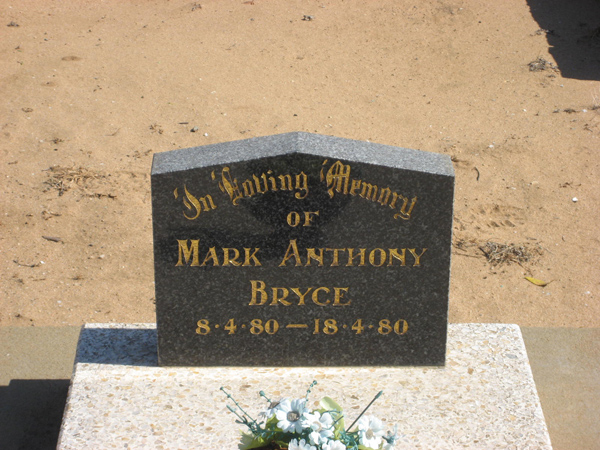 In Loving Memory
OF
MARK ANTHONY
BRYCE
8·4·80—18·4·80